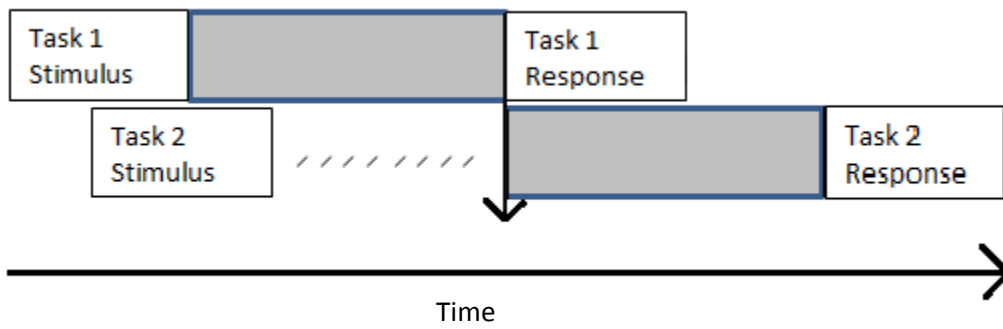 Task 1
Stimulus
Task 1
Response
Task 2
Stimulus
Task 2
Response
Time